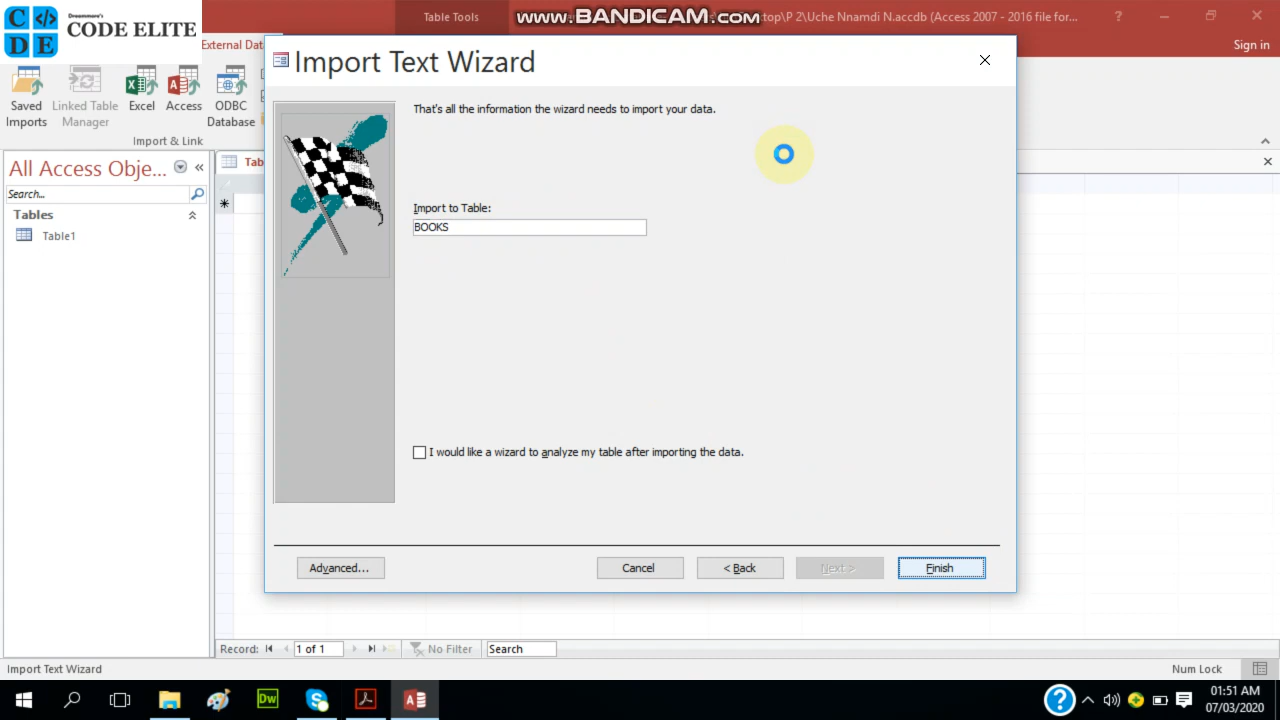 Dreammore's
CODE ELITE
CDE
www.BANDICAM.com
Table Tools
top\P 2\Uche Nnamdi N.accdb (Access 2007 - 2016 file for...
?
Sign in
External Dat
Saved Imports
Linked Table Manager
Excel
Access
ODBC Database
Import & Link
Import Text Wizard
That's all the information the wizard needs to import your data.
Import to Table:
BOOKS
I would like a wizard to analyze my table after importing the data.
Advanced...
Cancel
< Back
Next >
Finish
All Access Obje...
Search...
Tables
Table1
Tab
Record:
1 of 1
No Filter
Search
Import Text Wizard
Num Lock
Dw
01:51 AM
07/03/2020